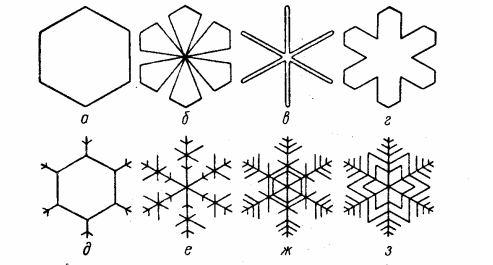 а б в г
д е ж з